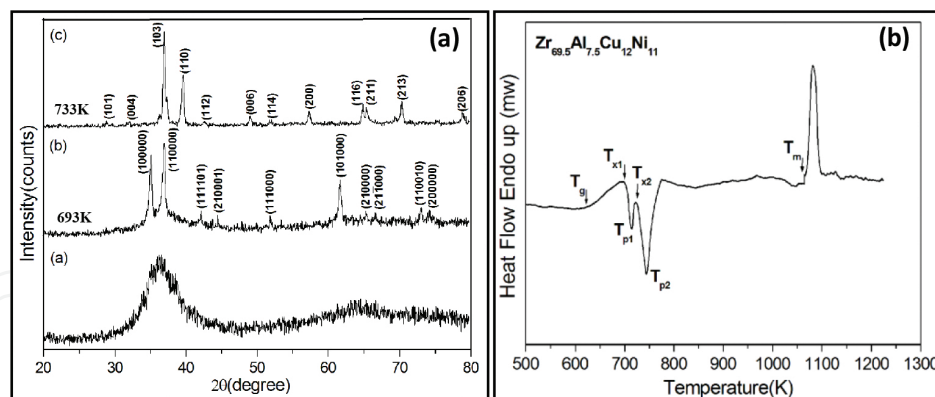 (a)
(c)
(101)
(004)
(103)
(110)
(112)
(006)
(114)
(200)
(116)
(211)
(213)
(206)
733K
(b)
(100000)
(110000)
(111101)
(210001)
(111000)
(101000)
(210000)
(211000)
(110010)
(200000)
693K
(a)
Intensity(counts)
20 30 40 50 60 70 80
2θ(degree)
(b)
Zr69.5Al7.5Cu12Ni11
Tg
Tx1
Tx2
Tp1
Tp2
Tm
Heat Flow Endo up (mw)
500 600 700 800 900 1000 1100 1200 1300
Temperature(K)